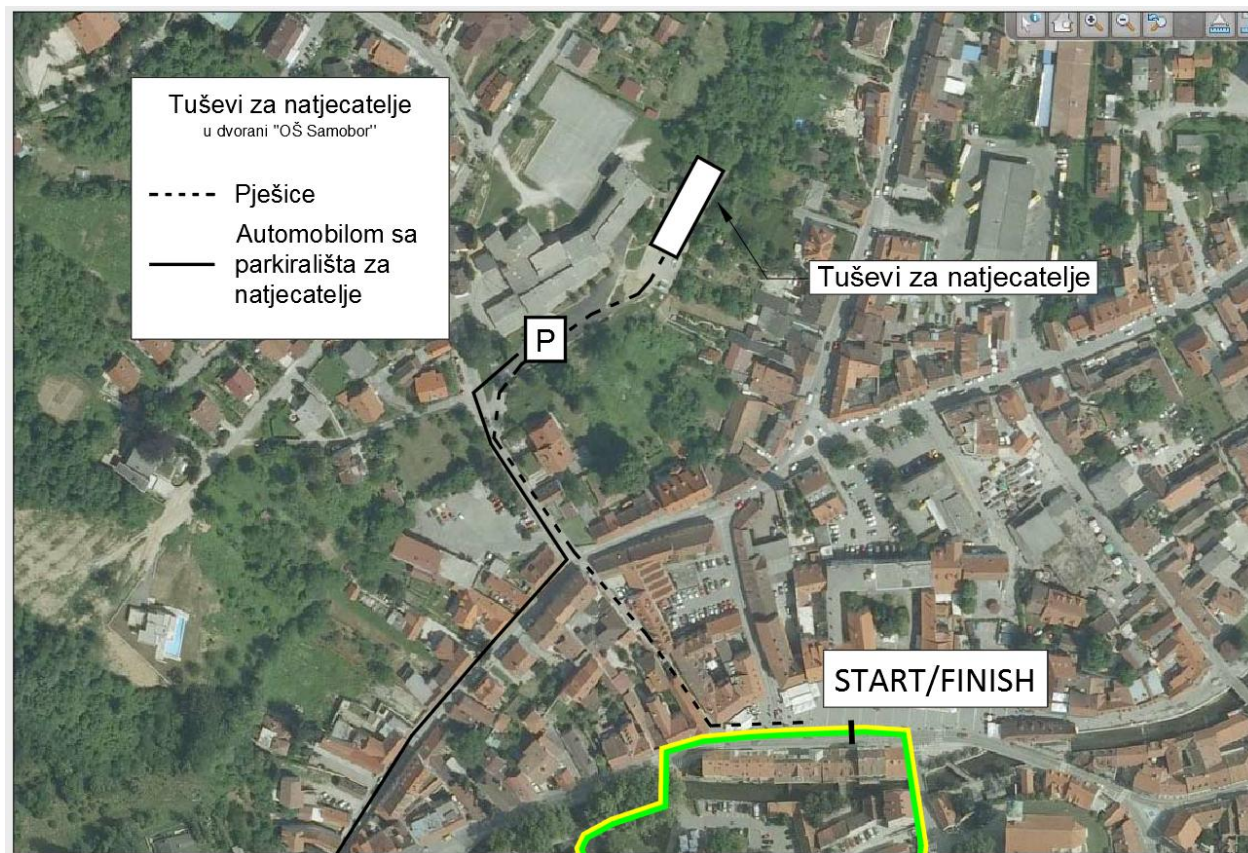 Tuševi za natjecatelje
u dvorani "OŠ Samobor"
Pješice
Automobilom sa
parkirališta za
natjecatelje
Tuševi za natjecatelje
P
START/FINISH